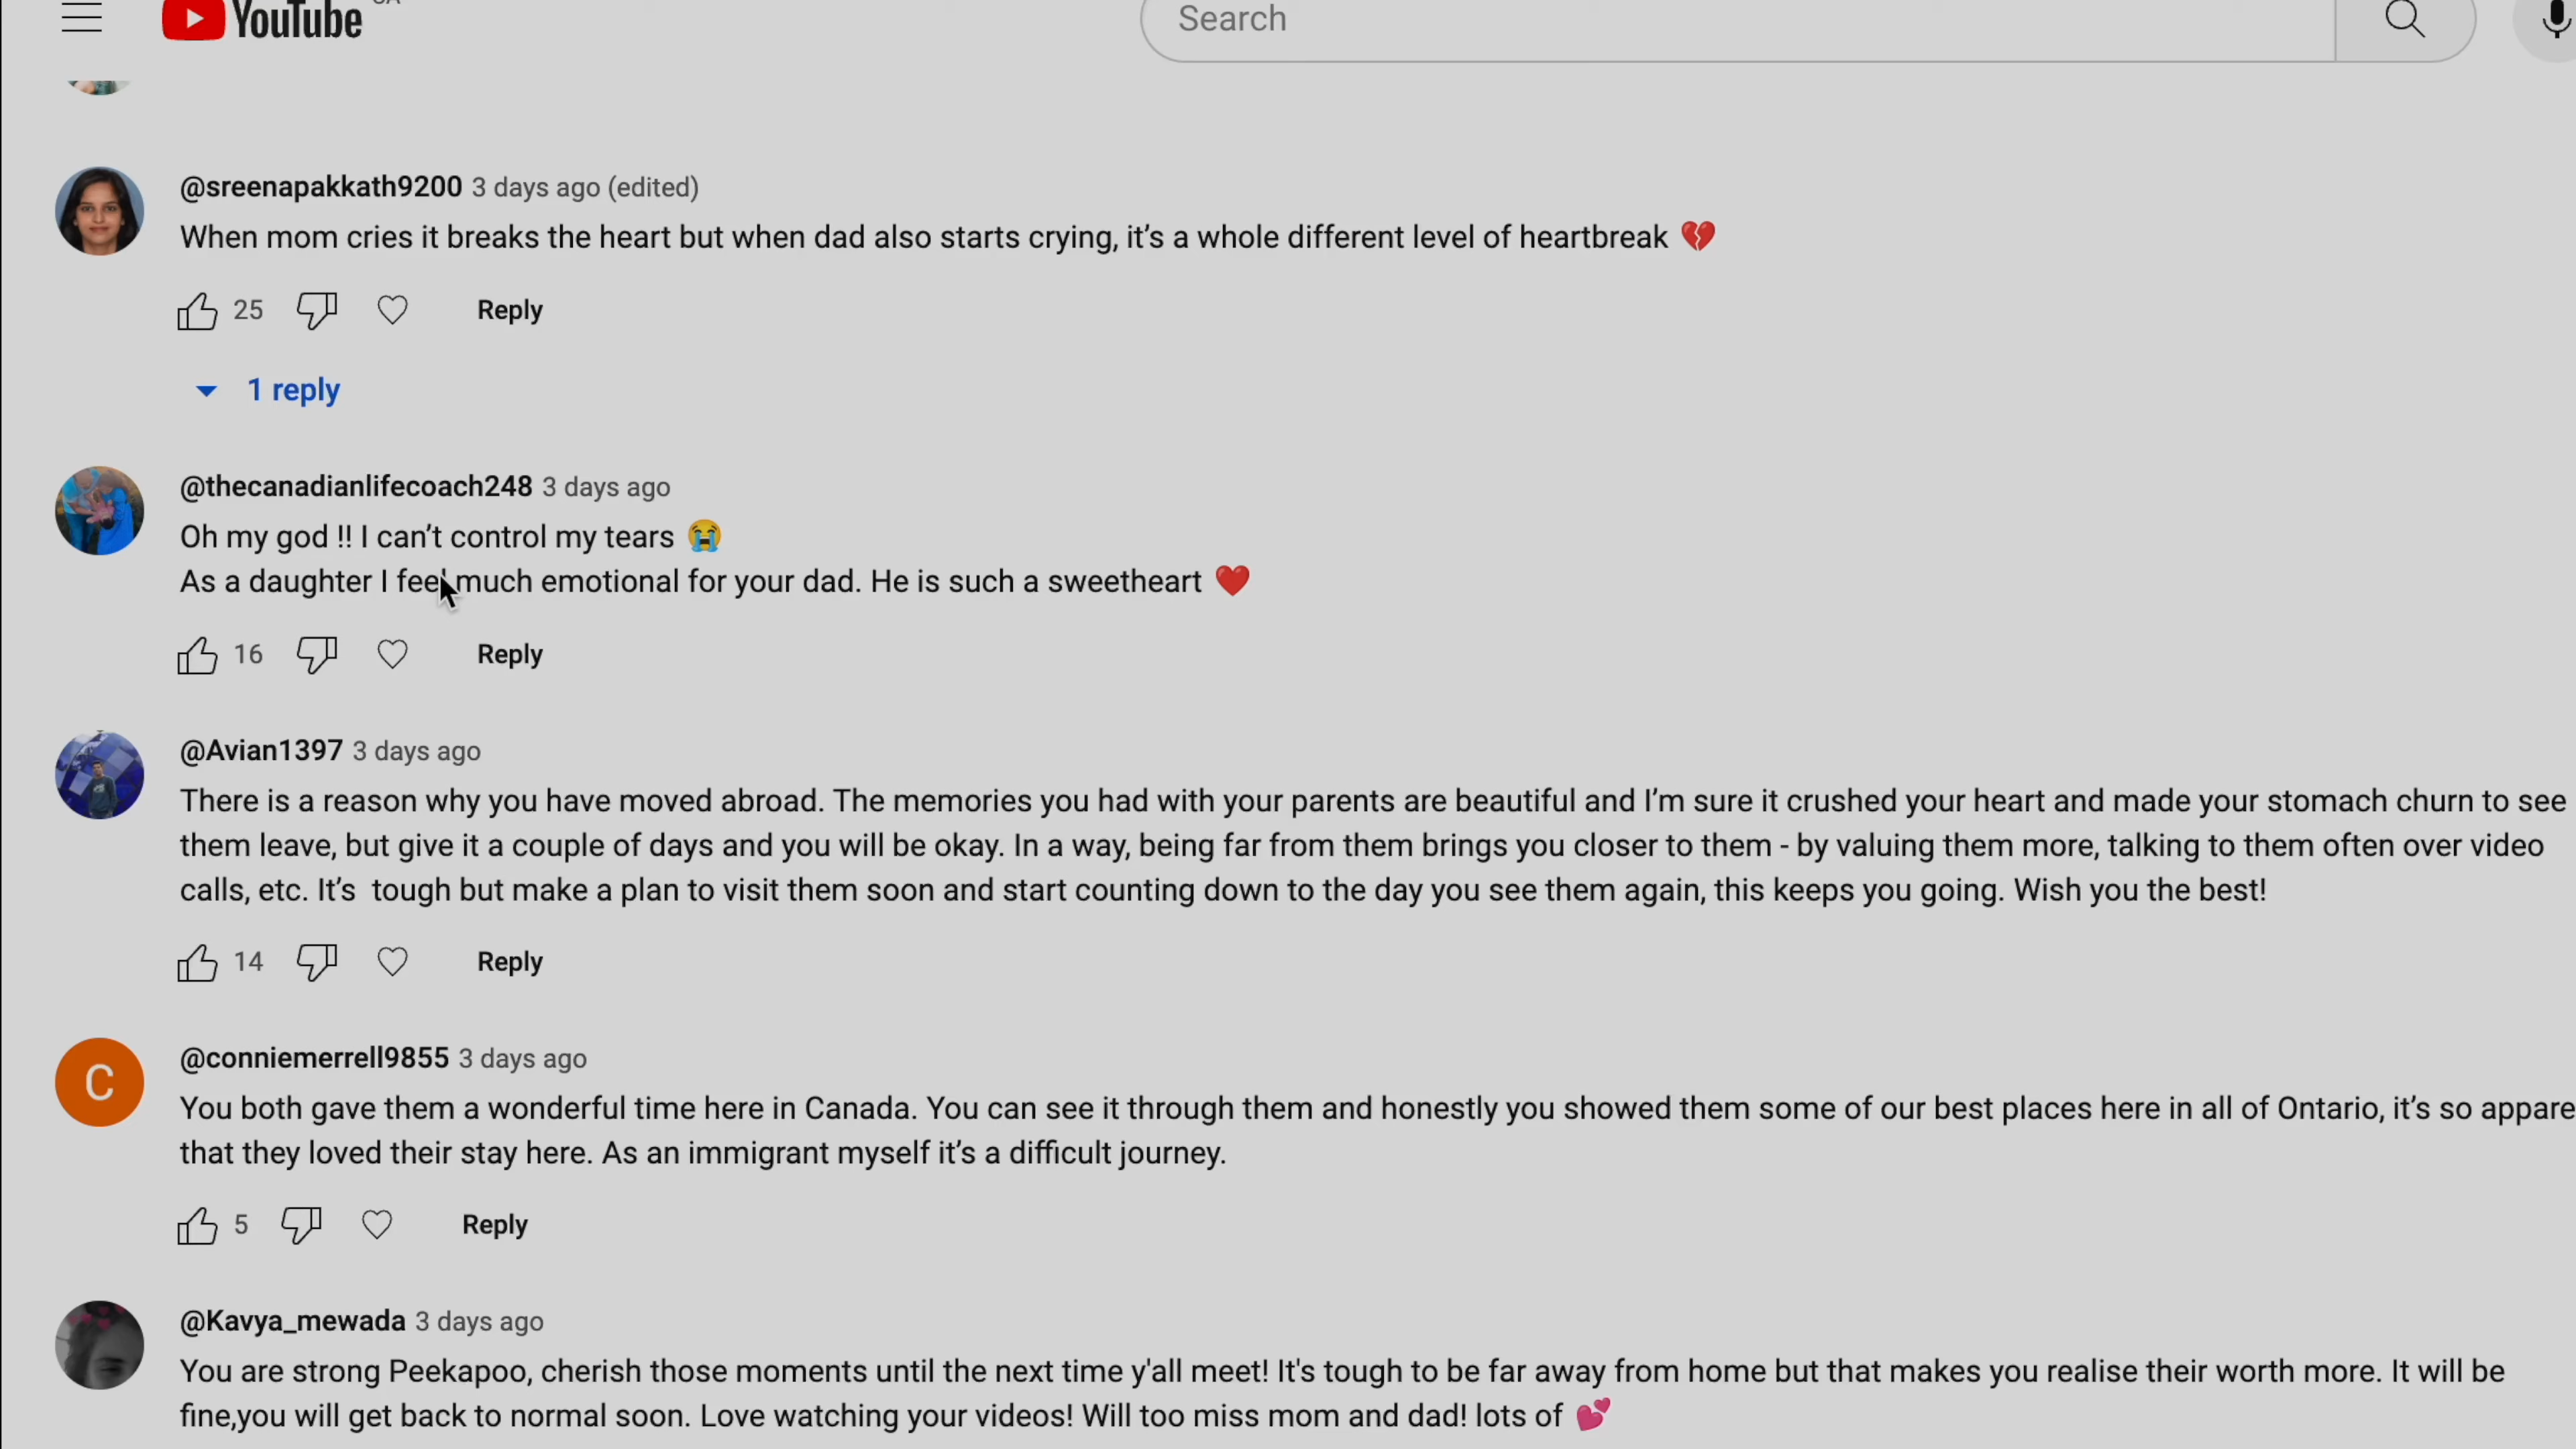 YouTube
Search
@sreenapakkath9200 3 days ago (edited)
When mom cries it breaks the heart but when dad also starts crying, it’s a whole different level of heartbreak 💔
25 Reply
1 reply
@thecanadianlifecoach248 3 days ago
Oh my god !! I can’t control my tears 😭
As a daughter I feel much emotional for your dad. He is such a sweetheart ❤️
16 Reply
@Avian1397 3 days ago
There is a reason why you have moved abroad. The memories you had with your parents are beautiful and I’m sure it crushed your heart and made your stomach churn to see
them leave, but give it a couple of days and you will be okay. In a way, being far from them brings you closer to them - by valuing them more, talking to them often over video
calls, etc. It’s  tough but make a plan to visit them soon and start counting down to the day you see them again, this keeps you going. Wish you the best!
14 Reply
C
@conniemerrell9855 3 days ago
You both gave them a wonderful time here in Canada. You can see it through them and honestly you showed them some of our best places here in all of Ontario, it’s so appare
that they loved their stay here. As an immigrant myself it’s a difficult journey.
5 Reply
@Kavya_mewada 3 days ago
You are strong Peekapoo, cherish those moments until the next time y'all meet! It's tough to be far away from home but that makes you realise their worth more. It will be
fine,you will get back to normal soon. Love watching your videos! Will too miss mom and dad! lots of 💕